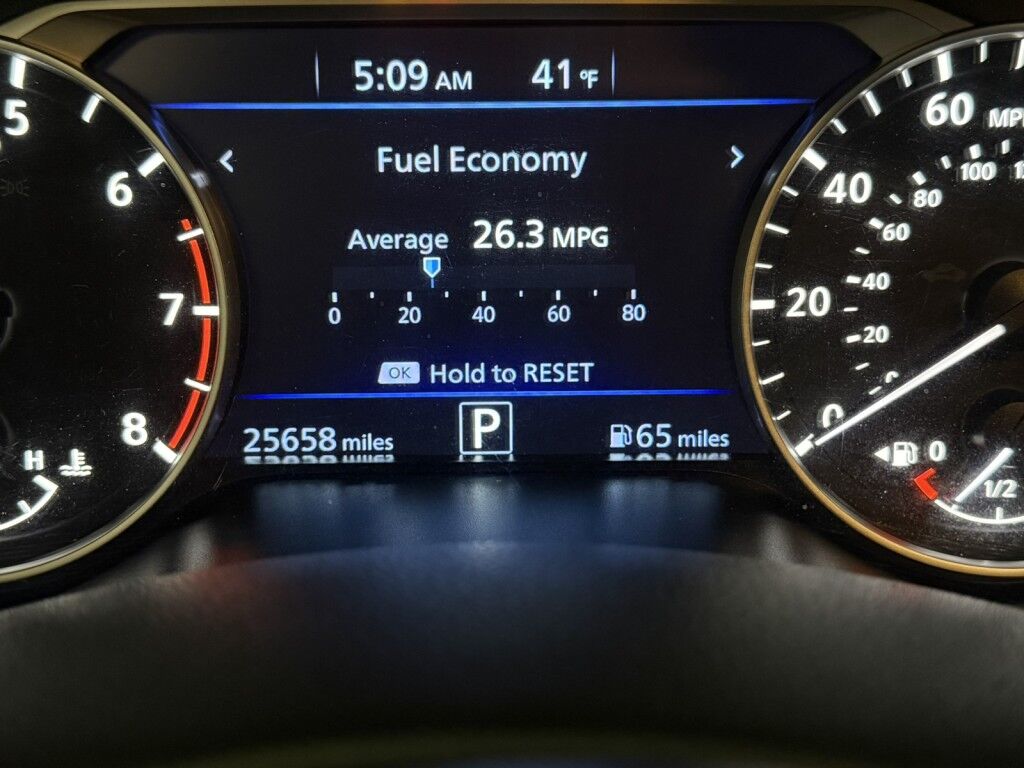 5:09 AM 41 °F
< Fuel Economy >
Average 26.3 MPG
0 20 40 60 80
OK Hold to RESET
25658 miles P 65 miles
5
6
7
8
H
60 MPH
40
20
0
100
80
60
40
20
0
0
1/2